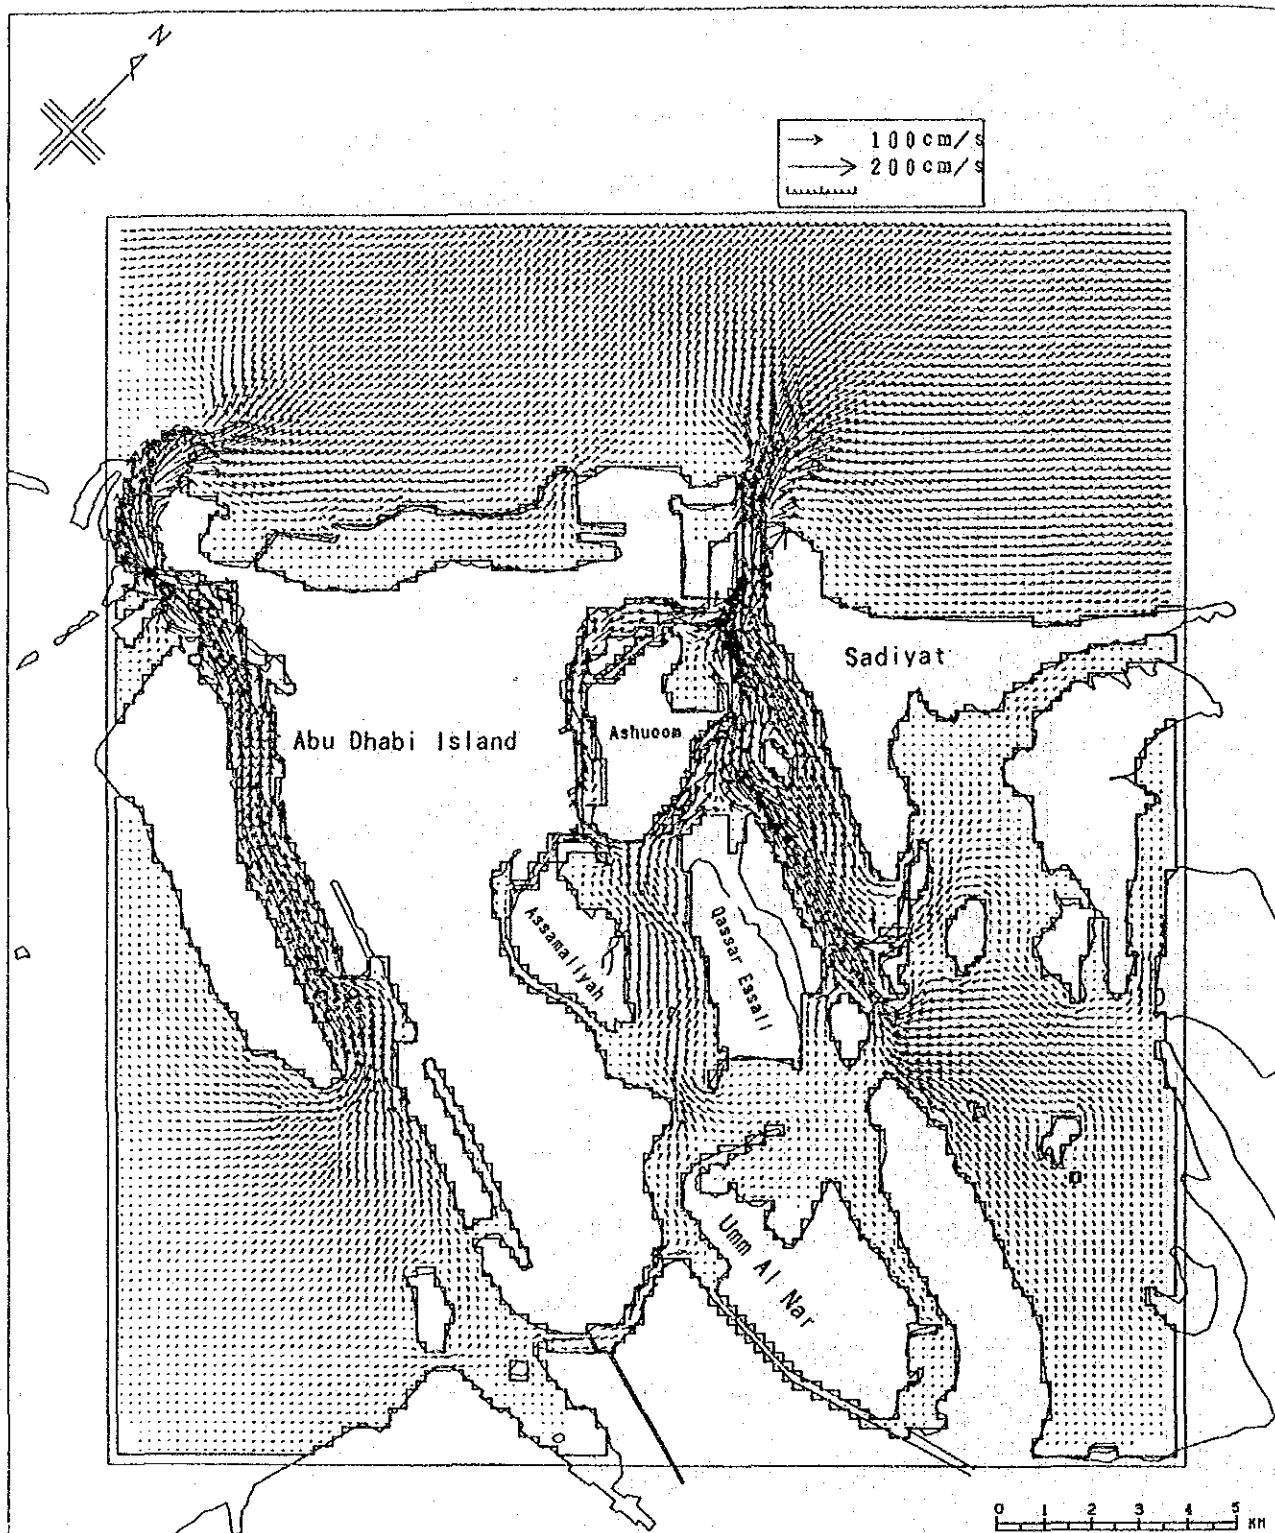 N
100cm/s
200cm/s
Sadiyat
Abu Dhabi Island
Ashuoom
Assamaliyah
Qassar Essali
Umm Al Nar
0 1 2 3 4 5
KM